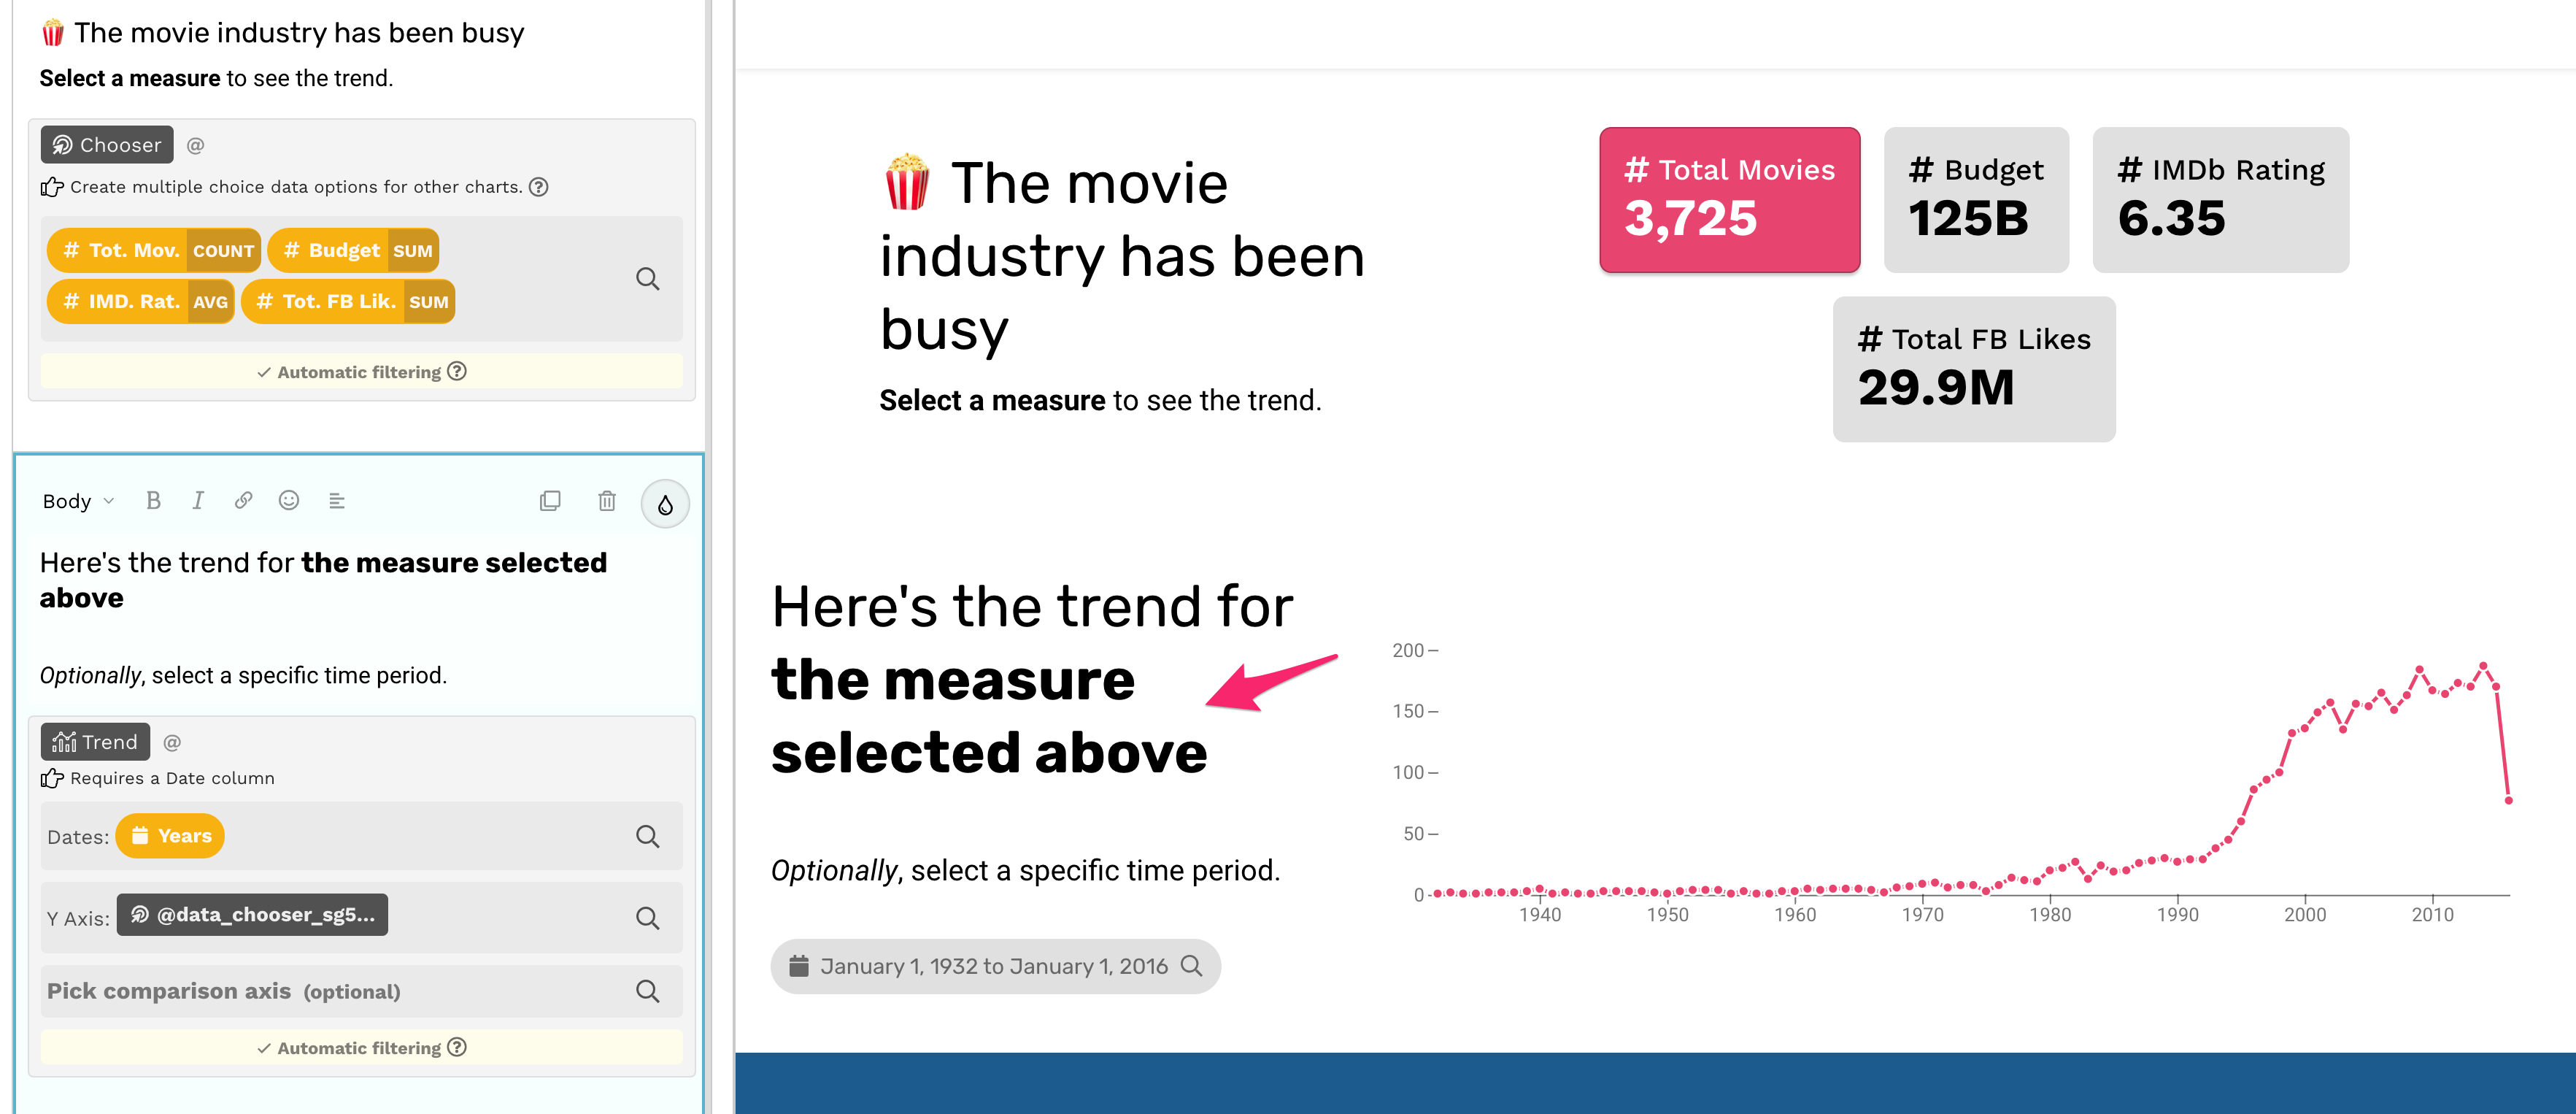 The movie industry has been busy
Select a measure to see the trend.
Chooser @
Create multiple choice data options for other charts. ?
# Tot. Mov. COUNT # Budget SUM
# IMD. Rat. AVG # Tot. FB Lik. SUM
✓ Automatic filtering ?
Body B I
Here's the trend for the measure selected
above
Optionally, select a specific time period.
Trend @
Requires a Date column
Dates: Years
Y Axis: @data_chooser_sg5...
Pick comparison axis (optional)
✓ Automatic filtering ?
The movie
industry has been
busy
Select a measure to see the trend.
# Total Movies
3,725
# Budget
125B
# IMDb Rating
6.35
# Total FB Likes
29.9M
Here's the trend for
the measure
selected above
Optionally, select a specific time period.
January 1, 1932 to January 1, 2016
200
150
100
50
0
1940 1950 1960 1970 1980 1990 2000 2010